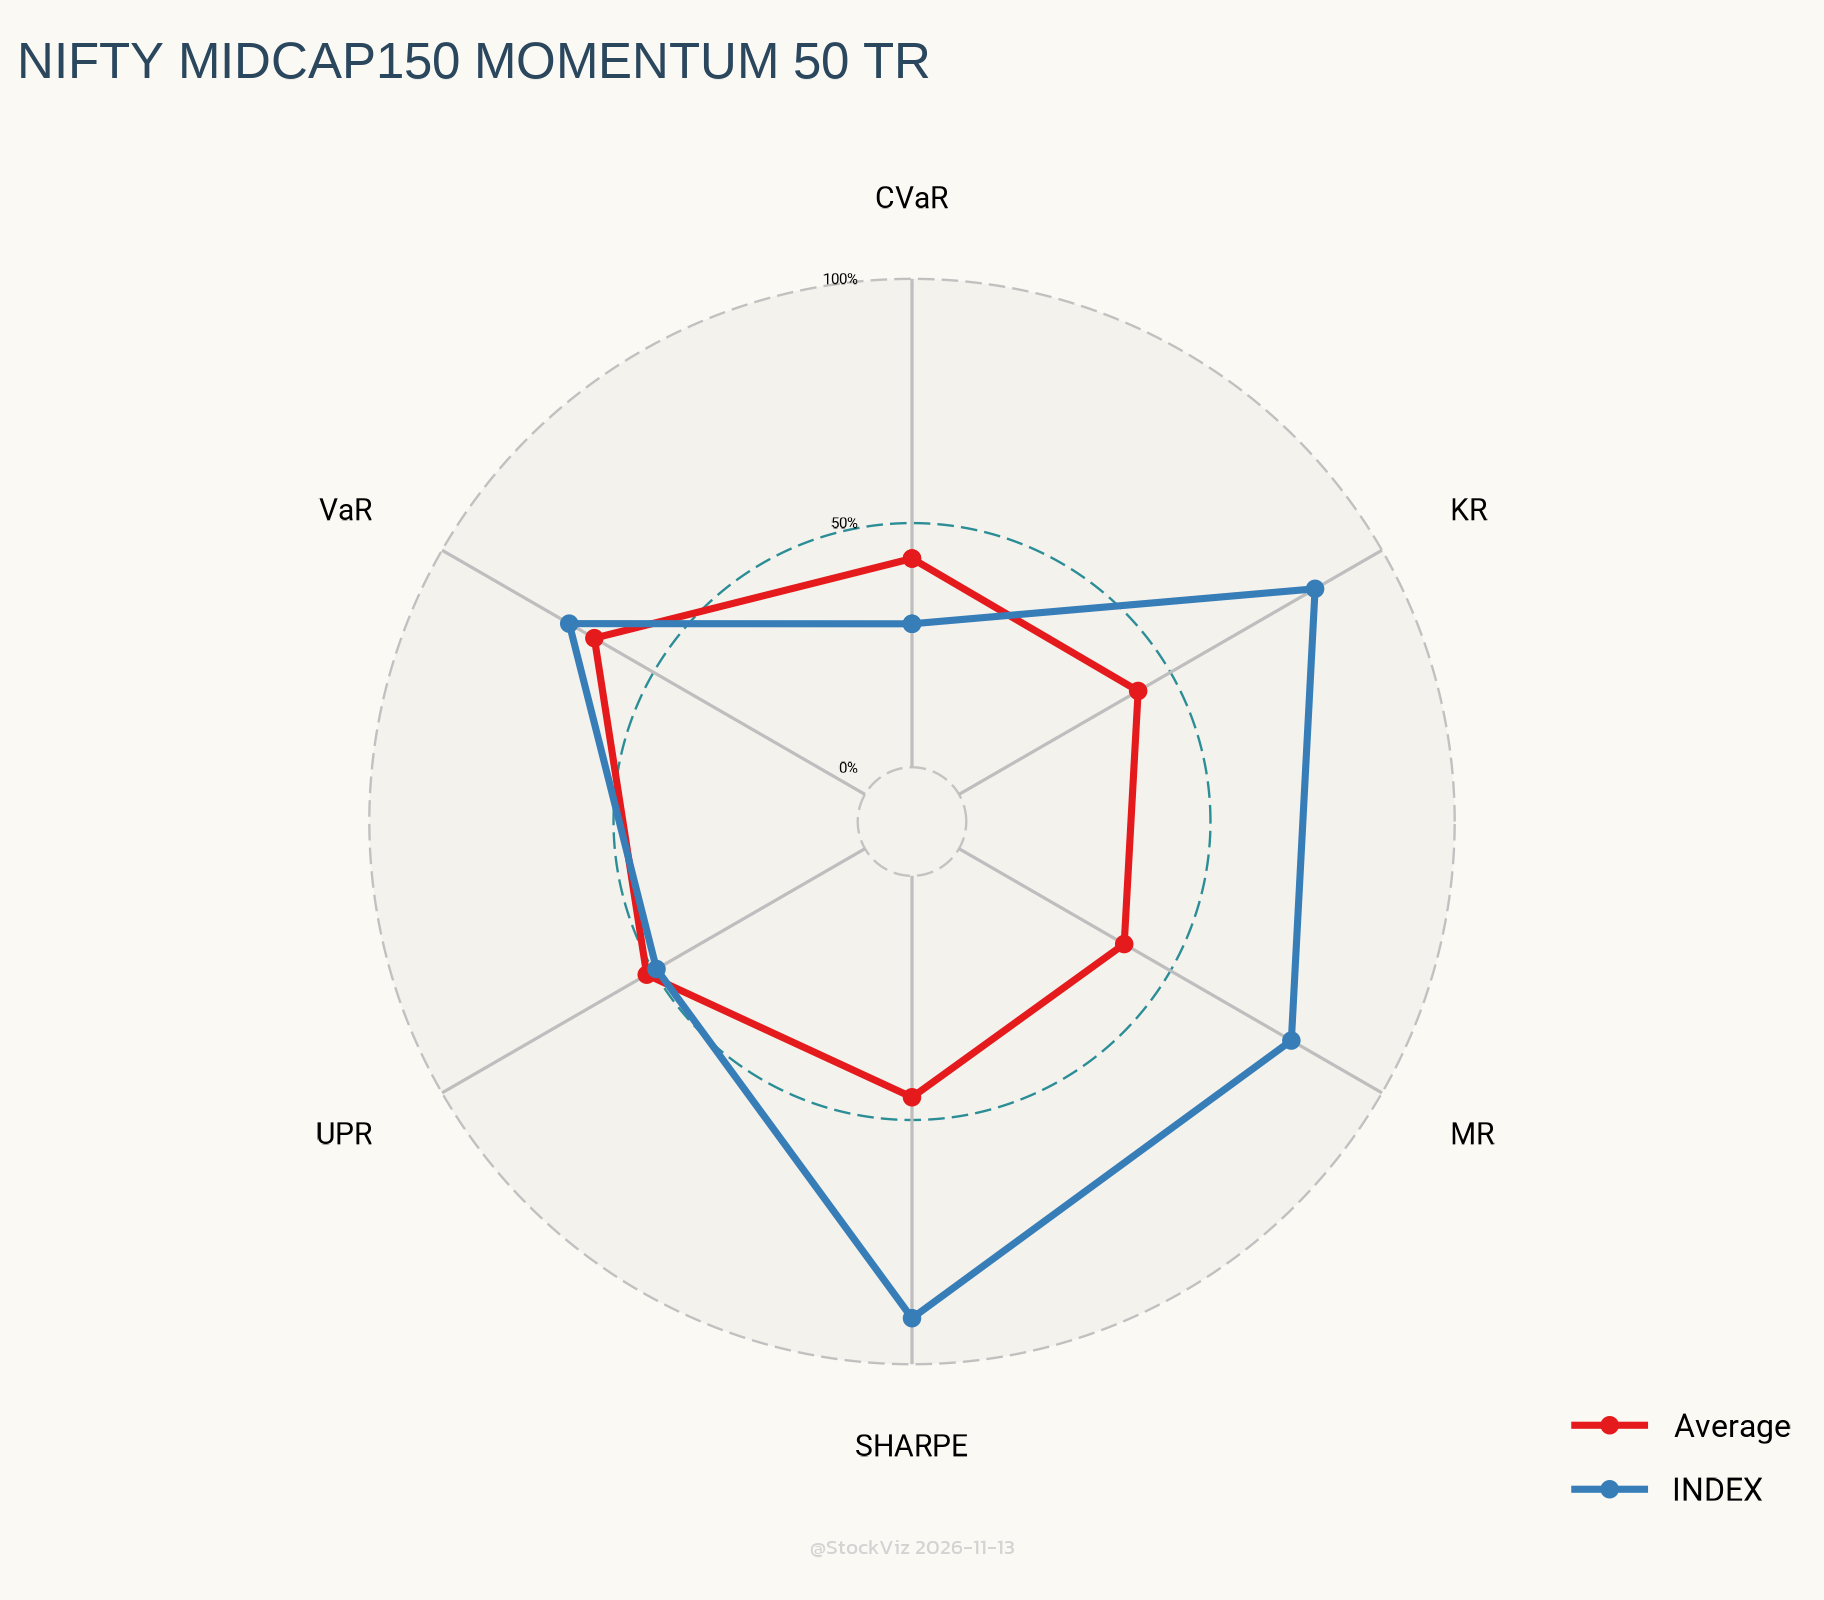 NIFTY MIDCAP150 MOMENTUM 50 TR
CVaR
100%
VaR
KR
50%
0%
UPR
MR
SHARPE
Average
INDEX
@StockViz 2026-11-13